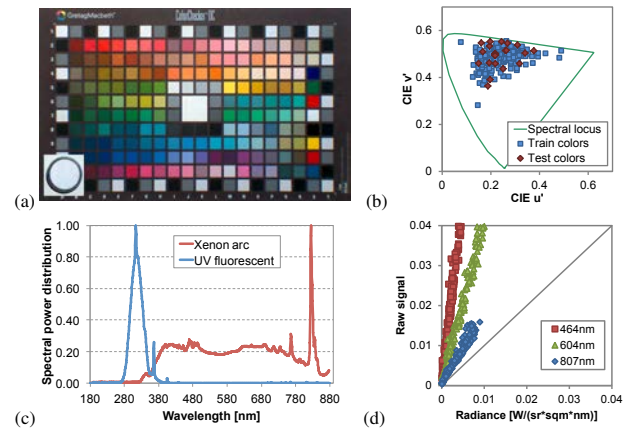 GretagMacbeth
ColorChecker DC
(a)
CIE v'
0.6
0.5
0.4
0.3
0.2
0.1
0
Spectral locus
Train colors
Test colors
0
0.2
0.4
0.6
CIE u'
(b)
Spectral power distribution
1.00
0.80
0.60
0.40
0.20
0.00
Xenon arc
UV fluorescent
180 280 380 480 580 680 780 880
Wavelength [nm]
(c)
Raw signal
0.04
0.03
0.02
0.01
0
464nm
604nm
807nm
0 0.01 0.02 0.03 0.04
Radiance [W/(sr*sqm*nm)]
(d)